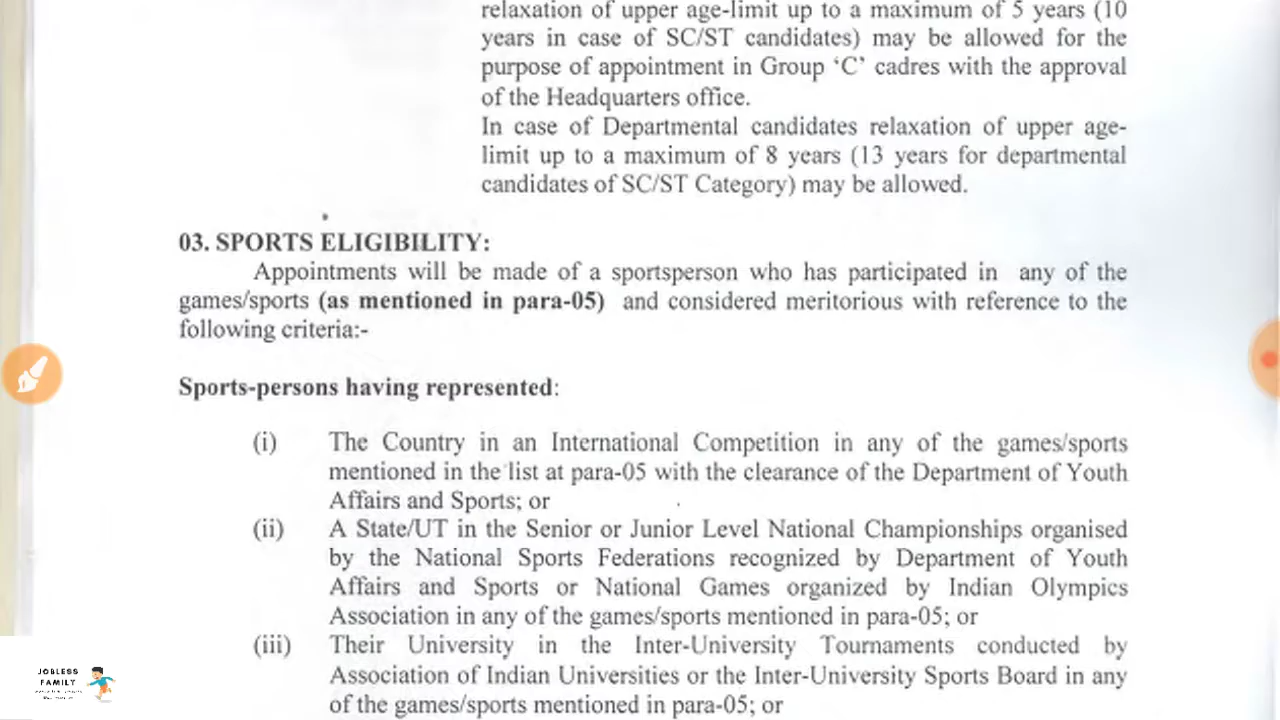 relaxation of upper age-limit up to a maximum of 5 years (10
years in case of SC/ST candidates) may be allowed for the
purpose of appointment in Group ‘C’ cadres with the approval
of the Headquarters office.
In case of Departmental candidates relaxation of upper age-
limit up to a maximum of 8 years (13 years for departmental
candidates of SC/ST Category) may be allowed.
03. SPORTS ELIGIBILITY:
Appointments will be made of a sportsperson who has participated in any of the
games/sports (as mentioned in para-05) and considered meritorious with reference to the
following criteria:-
Sports-persons having represented:
(i) The Country in an International Competition in any of the games/sports
mentioned in the list at para-05 with the clearance of the Department of Youth
Affairs and Sports; or
(ii) A State/UT in the Senior or Junior Level National Championships organised
by the National Sports Federations recognized by Department of Youth
Affairs and Sports or National Games organized by Indian Olympics
Association in any of the games/sports mentioned in para-05; or
(iii) Their University in the Inter-University Tournaments conducted by
Association of Indian Universities or the Inter-University Sports Board in any
of the games/sports mentioned in para-05; or
JOBLESS
FAMILY